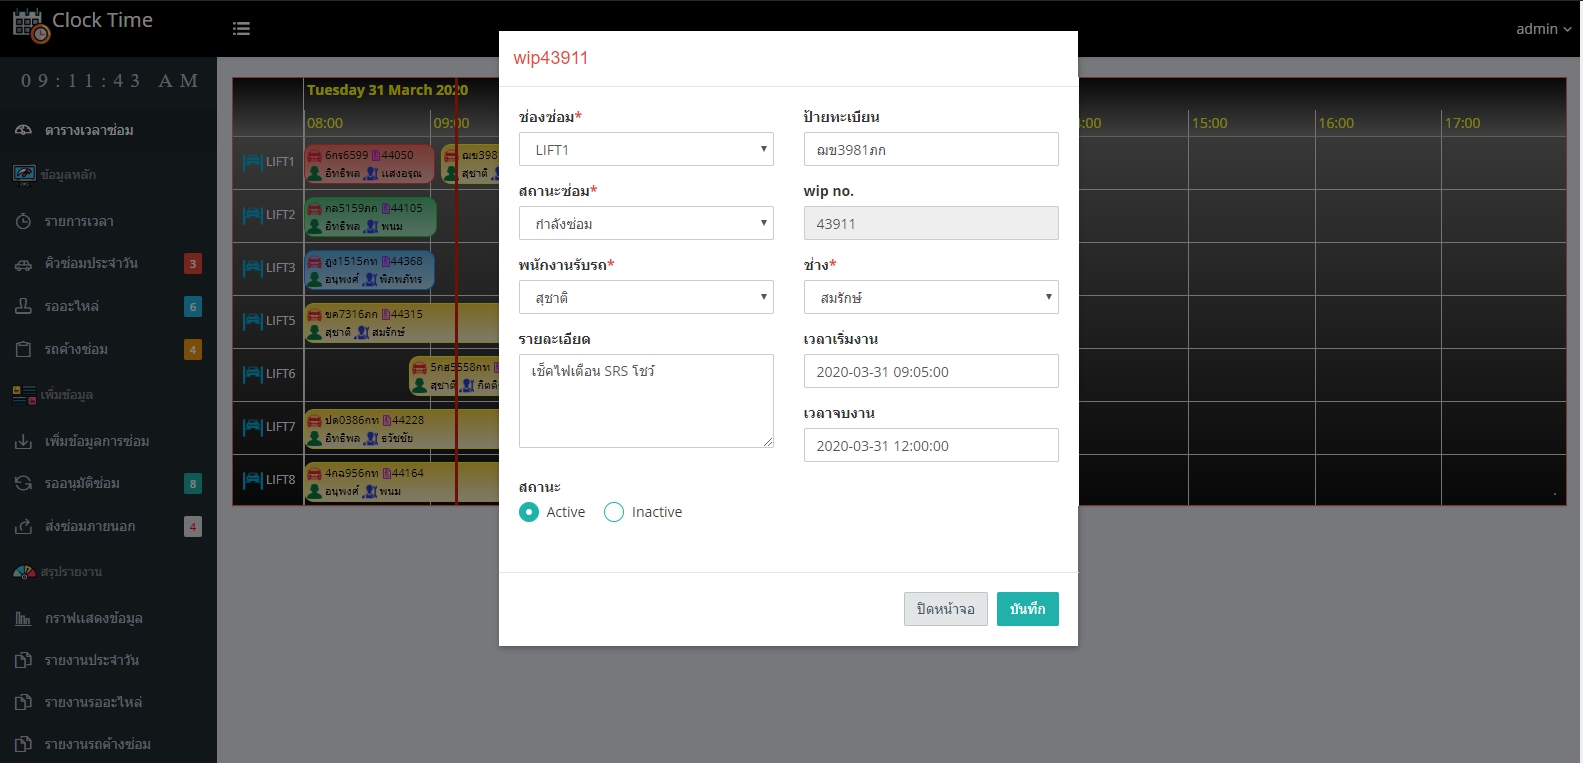 Clock Time
admin
09:11:43 AM
ตารางเวลาซ่อม
ข้อมูลหลัก
รายการเวลา
คิวซ่อมประจำวัน 3
รออะไหล่ 6
รถค้างซ่อม 4
เพิ่มข้อมูล
เพิ่มข้อมูลการซ่อม
รออนุมัติซ่อม 8
ส่งซ่อมภายนอก 4
สรุปรายงาน
กราฟแสดงข้อมูล
รายงานประจำวัน
รายงานรออะไหล่
รายงานรถค้างซ่อม
Tuesday 31 March 2020
08:00 09:00 :00 15:00 16:00 17:00
LIFT1
6กร6599 44050
อิทธิพล แสงอรุณ
ฌข398
สุชาติ
LIFT2
กล5159ภก 44105
อิทธิพล พนม
LIFT3
ภูง1515กท 44368
อนุพงศ์ พิภพภัทร
LIFT5
ขค7316ภก 44315
สุชาติ สมรักษ์
LIFT6
5กฮ5558กท
สุชาติ กิตติ
LIFT7
ปด0386กท 44228
อิทธิพล ธวัชชัย
LIFT8
4กฉ956กท 44164
อนุพงศ์ พนม
wip43911
ช่องซ่อม*
LIFT1
ป้ายทะเบียน
ฌข3981ภก
สถานะซ่อม*
กำลังซ่อม
wip no.
43911
พนักงานรับรถ*
สุชาติ
ช่าง*
สมรักษ์
รายละเอียด
เช็คไฟเตือน SRS โชว์
เวลาเริ่มงาน
2020-03-31 09:05:00
เวลาจบงาน
2020-03-31 12:00:00
สถานะ
Active Inactive
ปิดหน้าจอ บันทึก